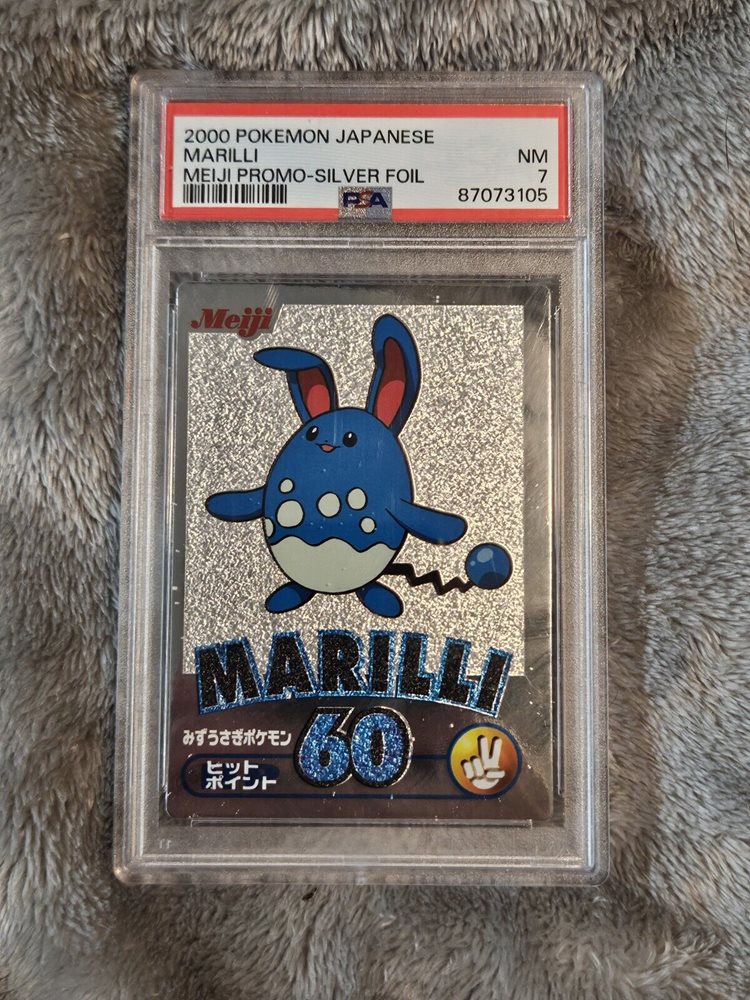 2000 POKEMON JAPANESE
MARILLI NM
MEIJI PROMO-SILVER FOIL 7
PSA 87073105
Meiji
MARILLI
60
みずうさぎポケモン
ヒット
ポイント